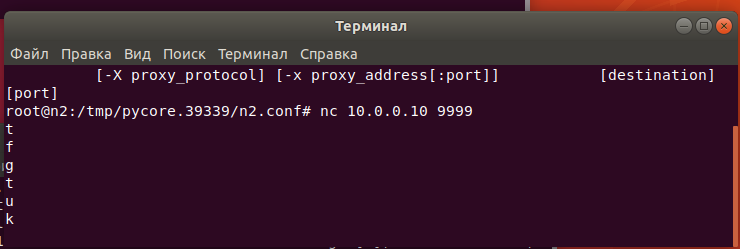 Терминал
Файл Правка Вид Поиск Терминал Справка
[-X proxy_protocol] [-x proxy_address[:port]] [destination]
[port]
root@n2:/tmp/pycore.39339/n2.conf# nc 10.0.0.10 9999
t
f
g
t
u
k